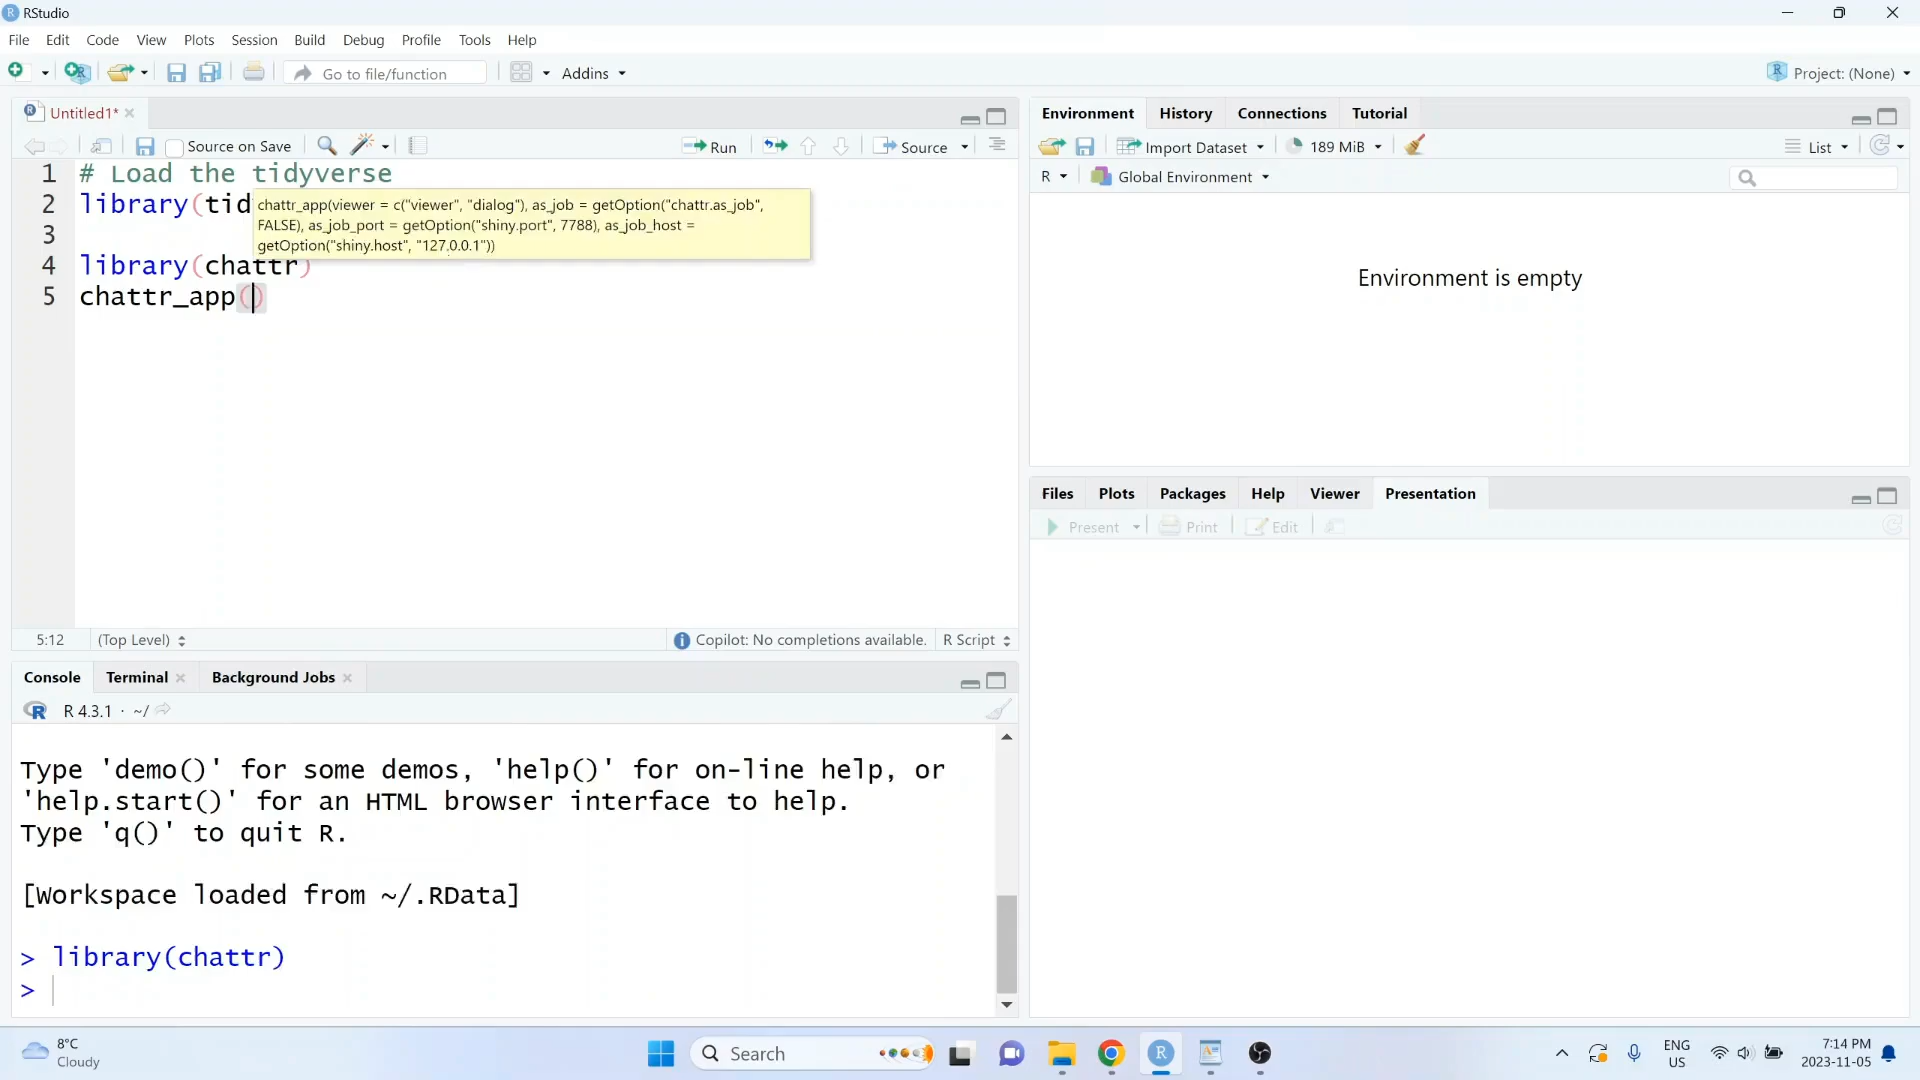 RStudio
File Edit Code View Plots Session Build Debug Profile Tools Help
Go to file/function Addins Project: (None)
Untitled1*
Source on Save Run Source
1 # Load the tidyverse
2 library(tid
3
4 library(chattr)
5 chattr_app()
chattr_app(viewer = c("viewer", "dialog"), as_job = getOption("chattr.as_job",
FALSE), as_job_port = getOption("shiny.port", 7788), as_job_host =
getOption("shiny.host", "127.0.0.1"))
5:12 (Top Level) Copilot: No completions available. R Script
Console Terminal Background Jobs
R 4.3.1 · ~/
Type 'demo()' for some demos, 'help()' for on-line help, or
'help.start()' for an HTML browser interface to help.
Type 'q()' to quit R.
[Workspace loaded from ~/.RData]
> library(chattr)
>
Environment History Connections Tutorial
Import Dataset 189 MiB List
R Global Environment
Environment is empty
Files Plots Packages Help Viewer Presentation
Present Print Edit
8°C
Cloudy
Search
ENG
US
7:14 PM
2023-11-05